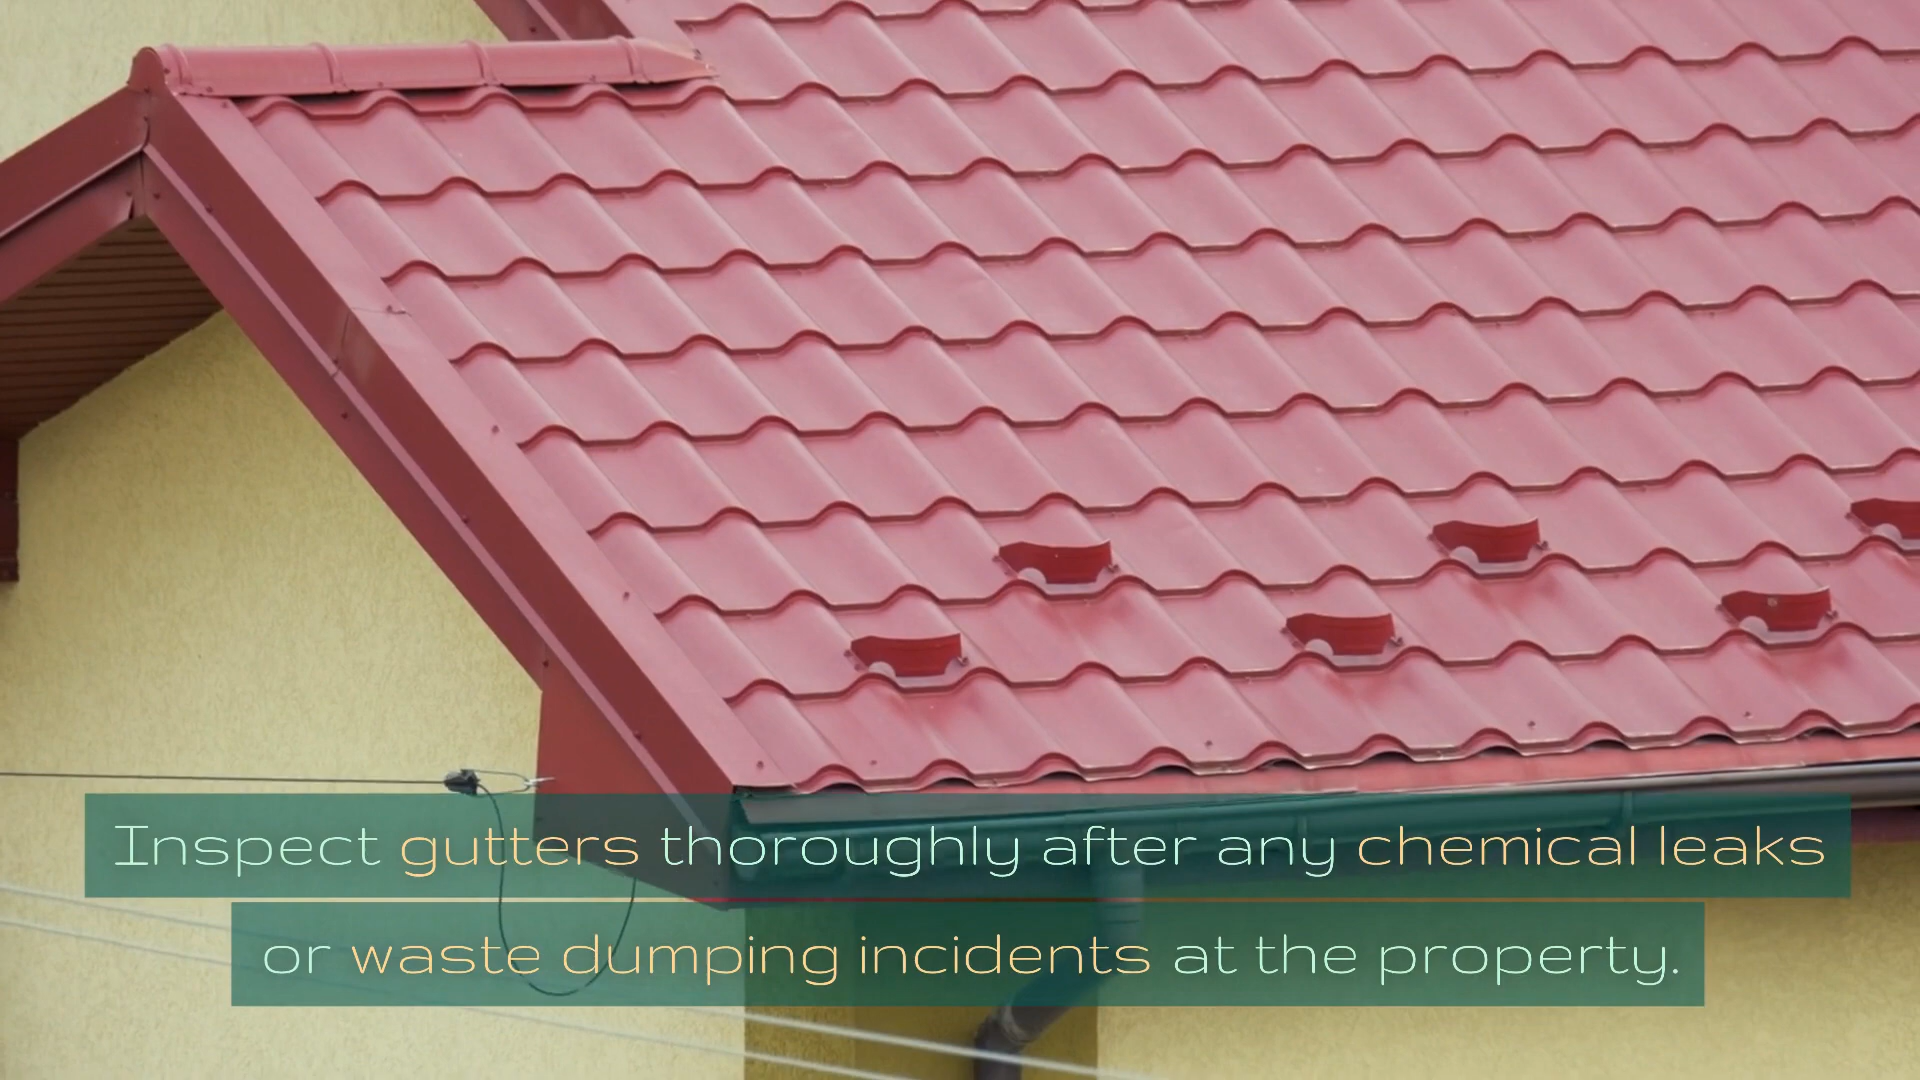 Inspect gutters thoroughly after any chemical leaks
or waste dumping incidents at the property.